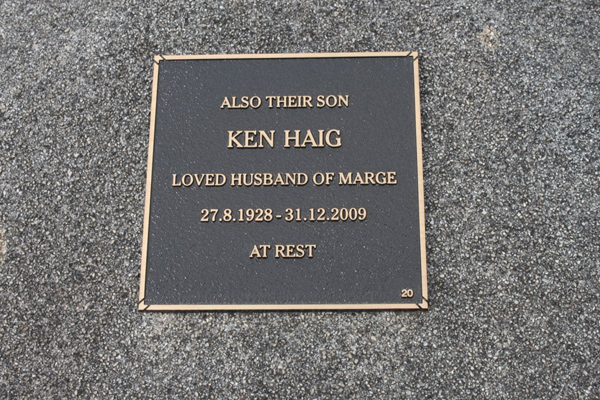 ALSO THEIR SON
KEN HAIG
LOVED HUSBAND OF MARGE
27.8.1928 - 31.12.2009
AT REST
20